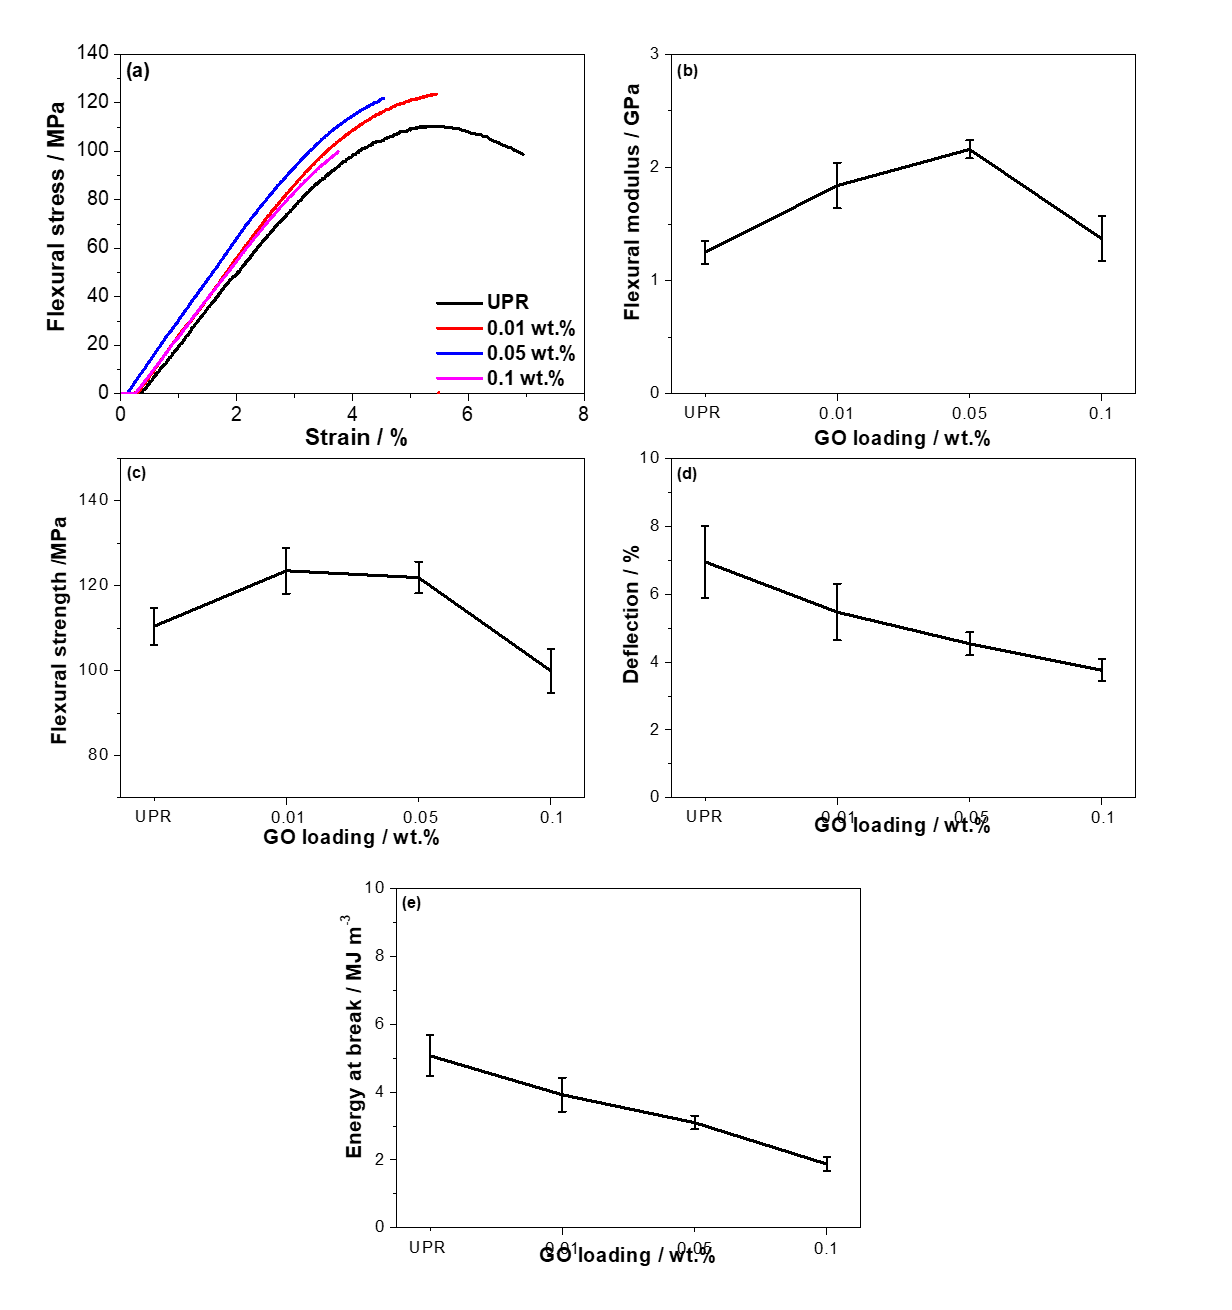 (a)
Flexural stress / MPa
140
120
100
80
60
40
20
0
0 2 4 6 8
Strain / %
UPR
0.01 wt.%
0.05 wt.%
0.1 wt.%
(b)
Flexural modulus / GPa
3
2
1
0
UPR 0.01 0.05 0.1
GO loading / wt.%
(c)
Flexural strength /MPa
140
120
100
80
UPR 0.01 0.05 0.1
GO loading / wt.%
(d)
Deflection / %
10
8
6
4
2
0
UPR 0.01 0.05 0.1
GO loading / wt.%
(e)
Energy at break / MJ m-3
10
8
6
4
2
0
UPR 0.01 0.05 0.1
GO loading / wt.%